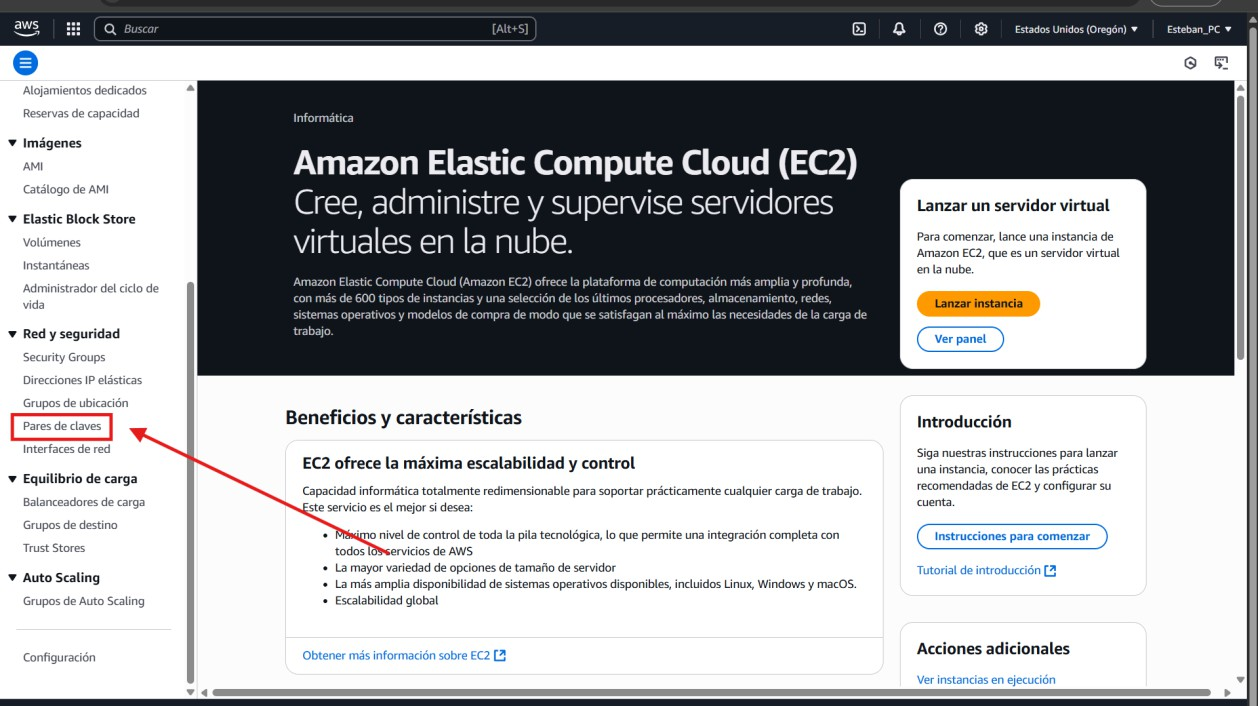 aws
Buscar
[Alt+S]
Estados Unidos (Oregón)
Esteban_PC
Alojamientos dedicados
Reservas de capacidad
Imágenes
AMI
Catálogo de AMI
Elastic Block Store
Volúmenes
Instantáneas
Administrador del ciclo de
vida
Red y seguridad
Security Groups
Direcciones IP elásticas
Grupos de ubicación
Pares de claves
Interfaces de red
Equilibrio de carga
Balanceadores de carga
Grupos de destino
Trust Stores
Auto Scaling
Grupos de Auto Scaling
Configuración
Informática
Amazon Elastic Compute Cloud (EC2)
Cree, administre y supervise servidores
virtuales en la nube.
Amazon Elastic Compute Cloud (Amazon EC2) ofrece la plataforma de computación más amplia y profunda,
con más de 600 tipos de instancias y una selección de los últimos procesadores, almacenamiento, redes,
sistemas operativos y modelos de compra de modo que se satisfagan al máximo las necesidades de la carga de
trabajo.
Lanzar un servidor virtual
Para comenzar, lance una instancia de
Amazon EC2, que es un servidor virtual
en la nube.
Lanzar instancia
Ver panel
Beneficios y características
EC2 ofrece la máxima escalabilidad y control
Capacidad informática totalmente redimensionable para soportar prácticamente cualquier carga de trabajo.
Este servicio es el mejor si desea:
Máximo nivel de control de toda la pila tecnológica, lo que permite una integración completa con
todos los servicios de AWS
La mayor variedad de opciones de tamaño de servidor
La más amplia disponibilidad de sistemas operativos disponibles, incluidos Linux, Windows y macOS.
Escalabilidad global
Obtener más información sobre EC2
Introducción
Siga nuestras instrucciones para lanzar
una instancia, conocer las prácticas
recomendadas de EC2 y configurar su
cuenta.
Instrucciones para comenzar
Tutorial de introducción
Acciones adicionales
Ver instancias en ejecución